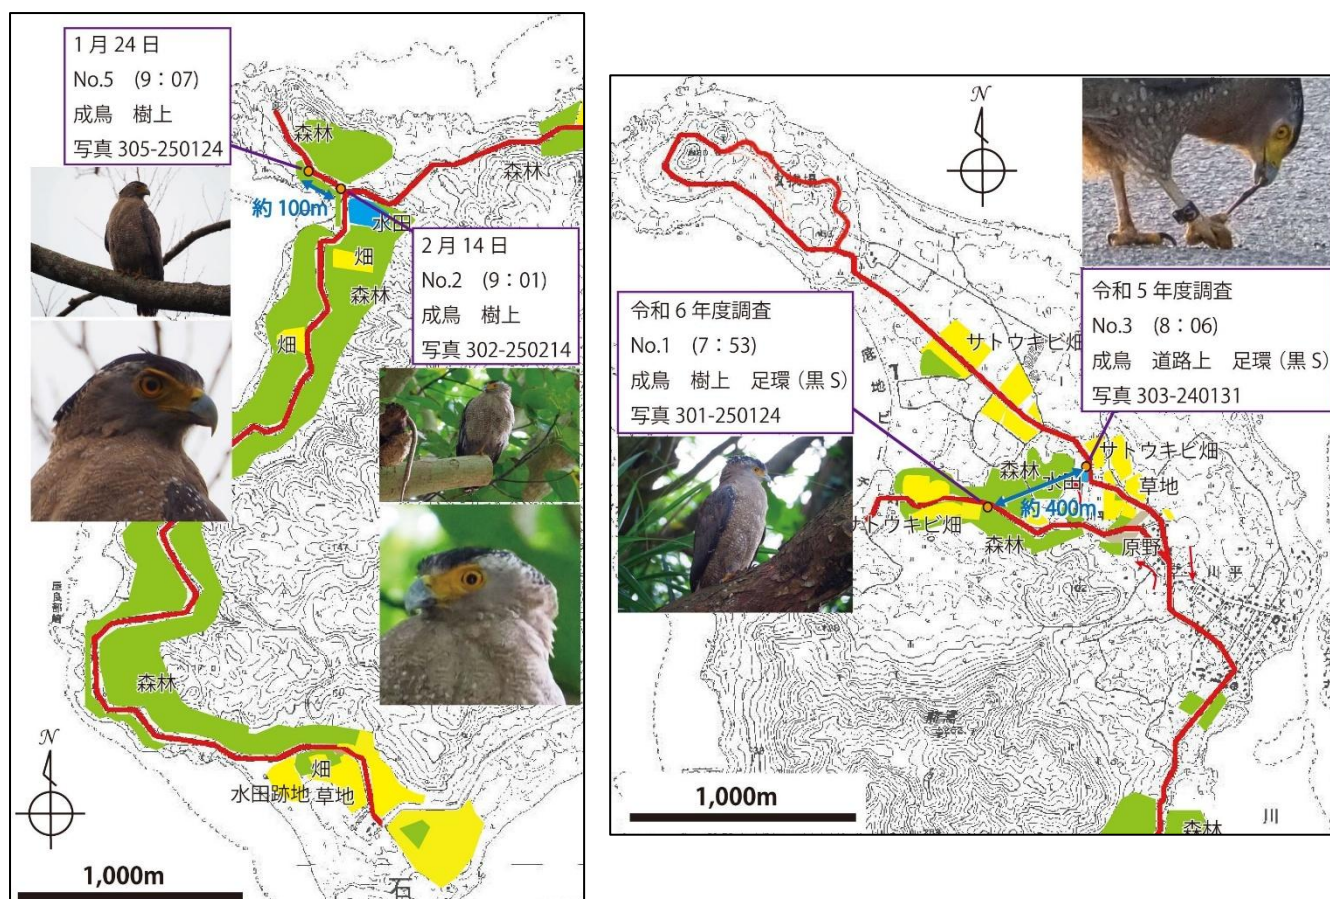 1月24日
No.5 (9：07)
成鳥 樹上
写真 305-250124
森林
森林
約 100m
水田
2月14日
No.2 (9：01)
成鳥 樹上
写真 302-250214
畑
森林
畑
森林
畑
水田跡地
草地
N
1,000m
石
N
令和6年度調査
No.1 (7：53)
成鳥 樹上 足環（黒S）
写真 301-250124
令和5年度調査
No.3 (8：06)
成鳥 道路上 足環（黒S）
写真 303-240131
サトウキビ畑
サトウキビ畑
森林
水田
草地
約 400m
サトウキビ畑
森林
原野
川平
1,000m
川
森林